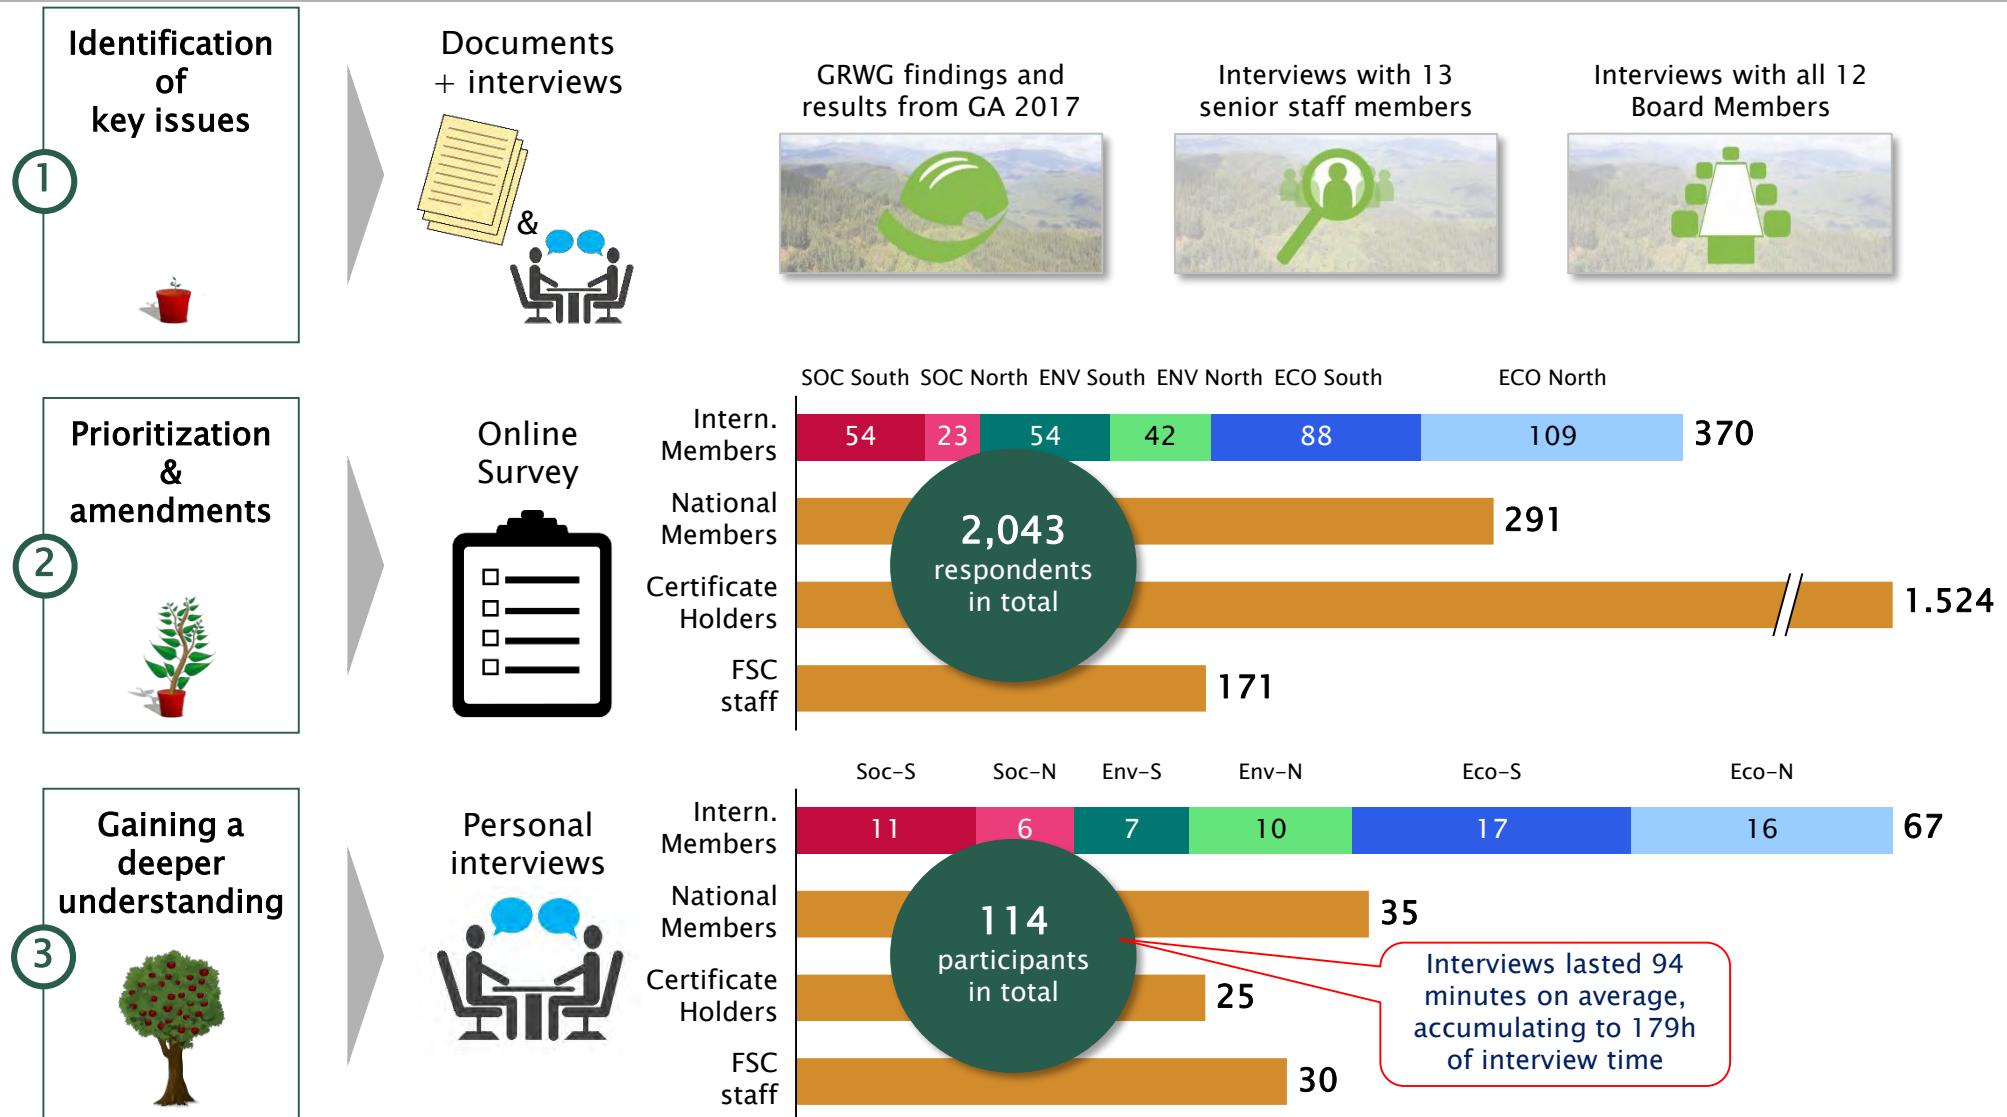 Identification
of
key issues
1
Documents
+ interviews
&
GRWG findings and
results from GA 2017
Interviews with 13
senior staff members
Interviews with all 12
Board Members
Prioritization
&
amendments
2
Online
Survey
SOC South SOC North ENV South ENV North ECO South ECO North
Intern.
Members
54 23 54 42 88 109 370
National
Members
291
Certificate
Holders
1.524
FSC
staff
171
2,043
respondents
in total
Gaining a
deeper
understanding
3
Personal
interviews
Soc-S Soc-N Env-S Env-N Eco-S Eco-N
Intern.
Members
11 6 7 10 17 16 67
National
Members
35
Certificate
Holders
25
FSC
staff
30
114
participants
in total
Interviews lasted 94
minutes on average,
accumulating to 179h
of interview time